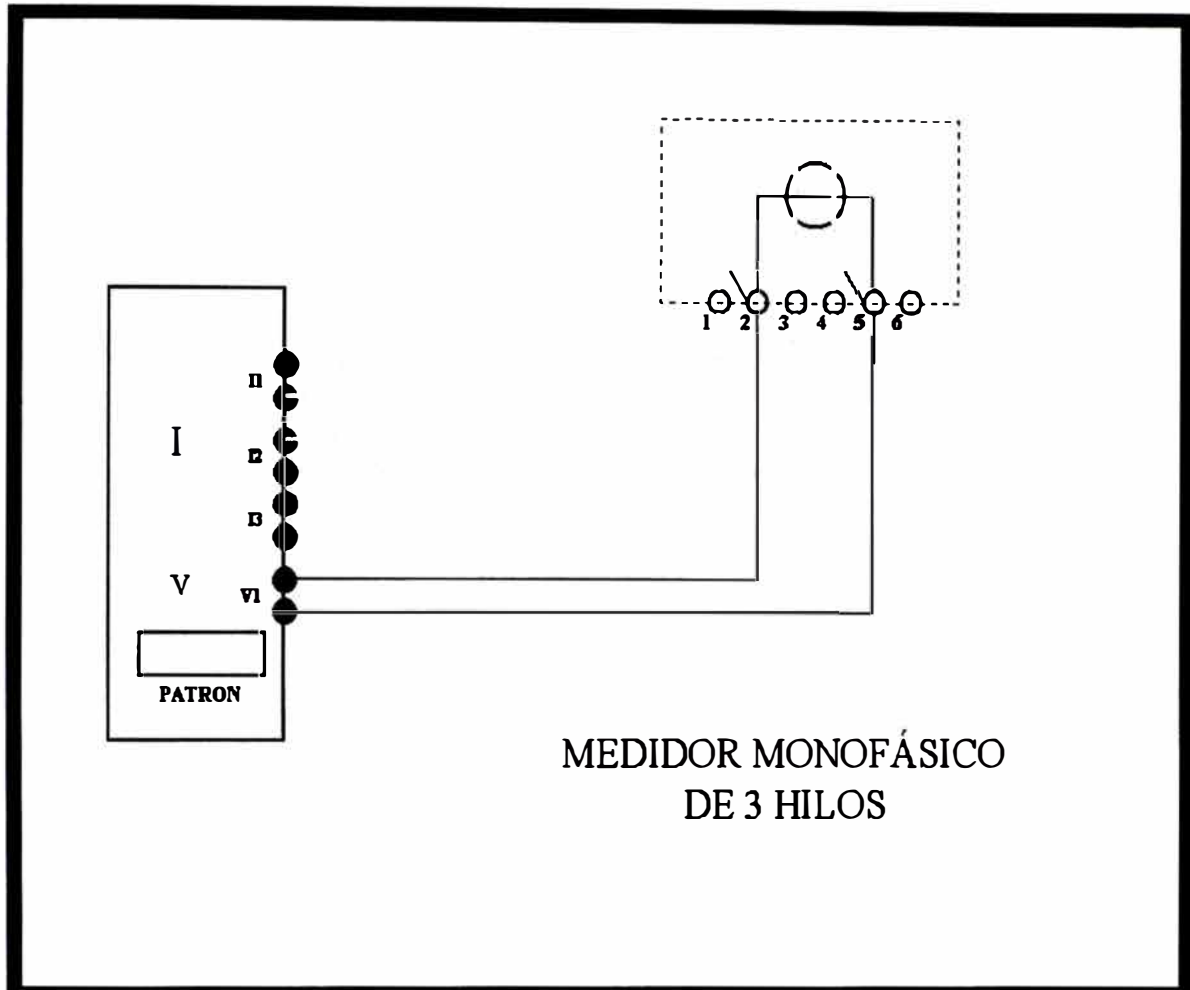 1 2 3 4 5 6
I1
I
I2
I3
V
V1
PATRON
MEDIDOR MONOFÁSICO
DE 3 HILOS